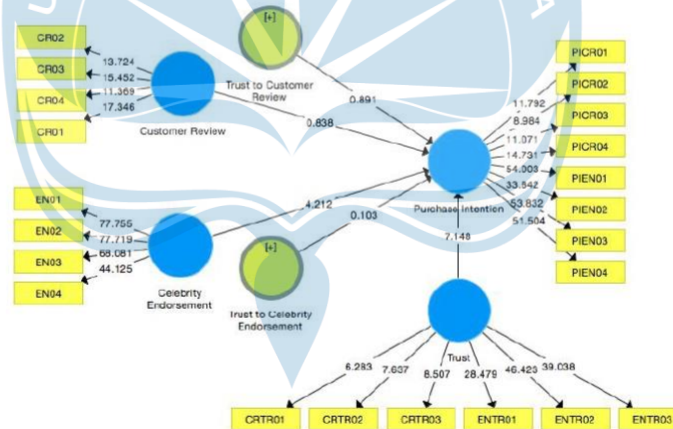 CR02
CR03
CR04
CR01
13.724
15.452
11.369
17.346
Customer Review
[+]
Trust to Customer
Review
0.891
0.838
EN01
EN02
EN03
EN04
77.755
77.719
68.081
44.125
Celebrity
Endorsement
[+]
Trust to Celebrity
Endorsement
4.212
0.103
Purchase Intention
7.148
11.792
8.984
11.071
14.731
54.003
33.542
53.832
51.504
PICR01
PICR02
PICR03
PICR04
PIEN01
PIEN02
PIEN03
PIEN04
Trust
6.283
7.637
8.507
28.479
46.423
39.038
CRTR01
CRTR02
CRTR03
ENTR01
ENTR02
ENTR03